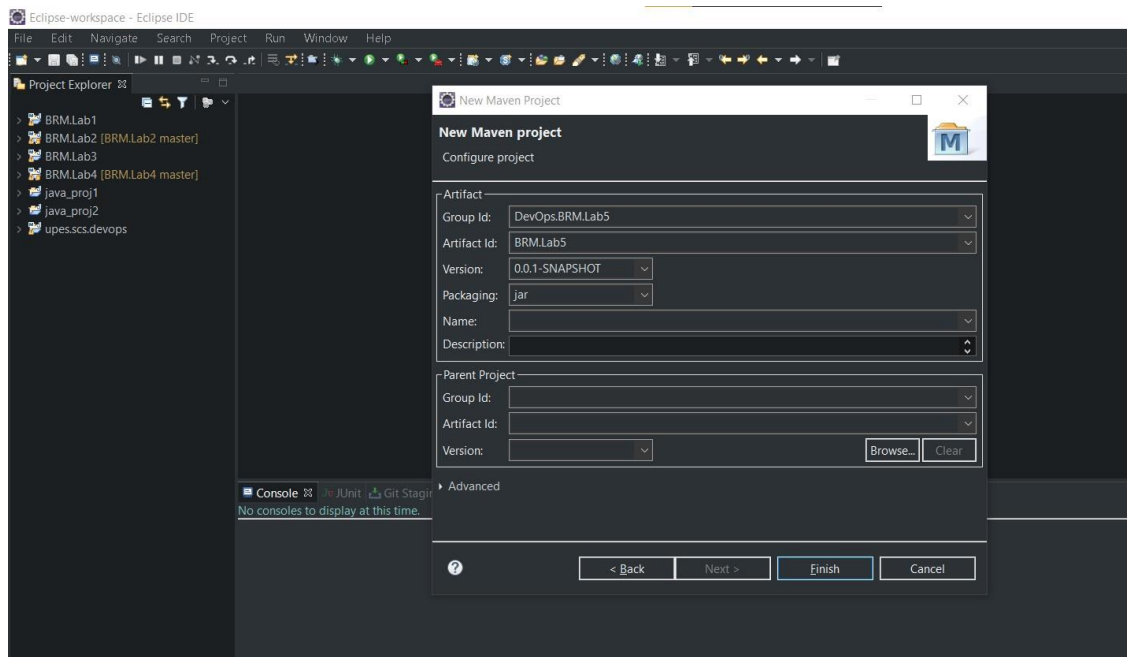 Eclipse-workspace - Eclipse IDE
File Edit Navigate Search Project Run Window Help
Project Explorer
BRM.Lab1
BRM.Lab2 [BRM.Lab2 master]
BRM.Lab3
BRM.Lab4 [BRM.Lab4 master]
java_proj1
java_proj2
upes.scs.devops
New Maven Project
New Maven project
Configure project
M
Artifact
Group Id: DevOps.BRM.Lab5
Artifact Id: BRM.Lab5
Version: 0.0.1-SNAPSHOT
Packaging: jar
Name:
Description:
Parent Project
Group Id:
Artifact Id:
Version:
Browse... Clear
Advanced
< Back Next > Finish Cancel
Console JUnit Git Stagin
No consoles to display at this time.